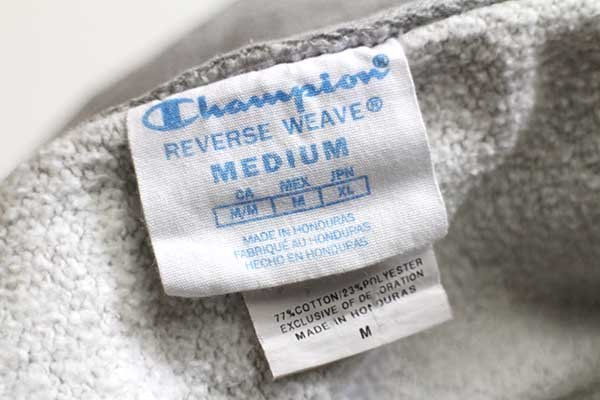 Champion®
REVERSE WEAVE®
MEDIUM
CA MEX JPN
M/M M XL
MADE IN HONDURAS
FABRIQUÉ AU HONDURAS
HECHO EN HONDURAS
77%COTTON/23%POLYESTER
EXCLUSIVE OF DECORATION
MADE IN HONDURAS
M